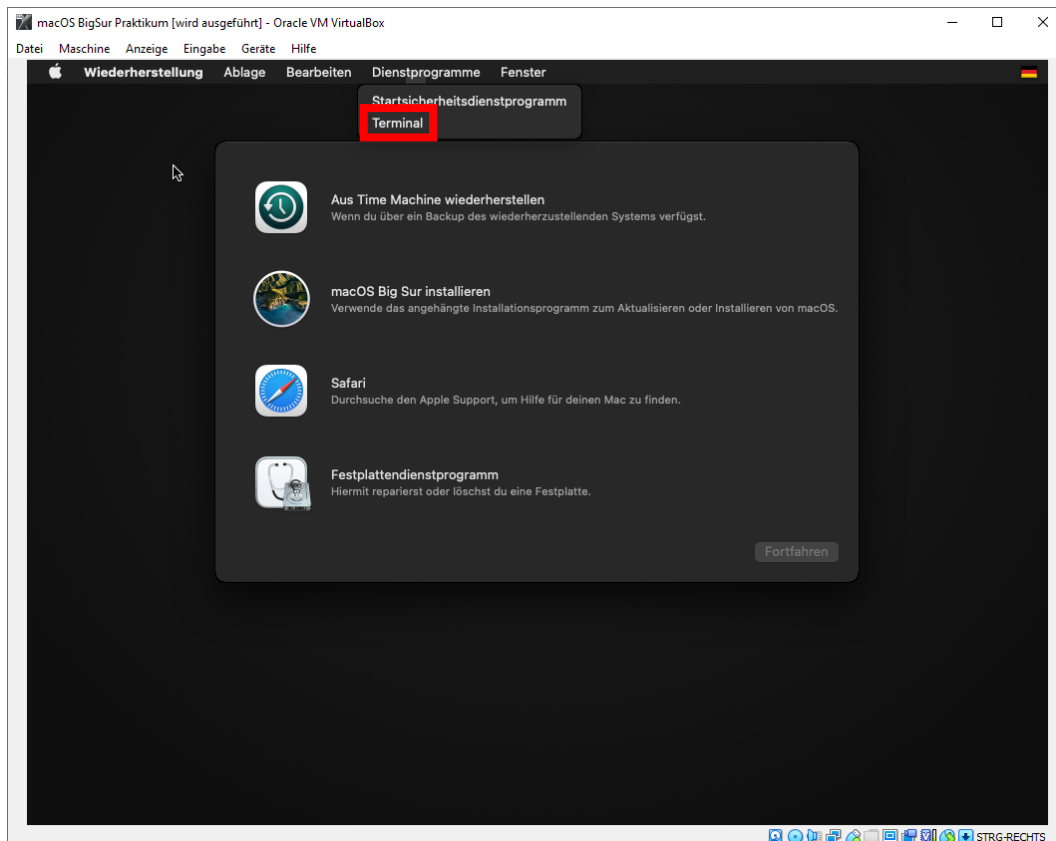 macOS BigSur Praktikum [wird ausgeführt] - Oracle VM VirtualBox
Datei Maschine Anzeige Eingabe Geräte Hilfe
Wiederherstellung Ablage Bearbeiten Dienstprogramme Fenster
Startsicherheitsdienstprogramm
Terminal
Aus Time Machine wiederherstellen
Wenn du über ein Backup des wiederherzustellenden Systems verfügst.
macOS Big Sur installieren
Verwende das angehängte Installationsprogramm zum Aktualisieren oder Installieren von macOS.
Safari
Durchsuche den Apple Support, um Hilfe für deinen Mac zu finden.
Festplattendienstprogramm
Hiermit reparierst oder löschst du eine Festplatte.
Fortfahren
STRG-RECHTS